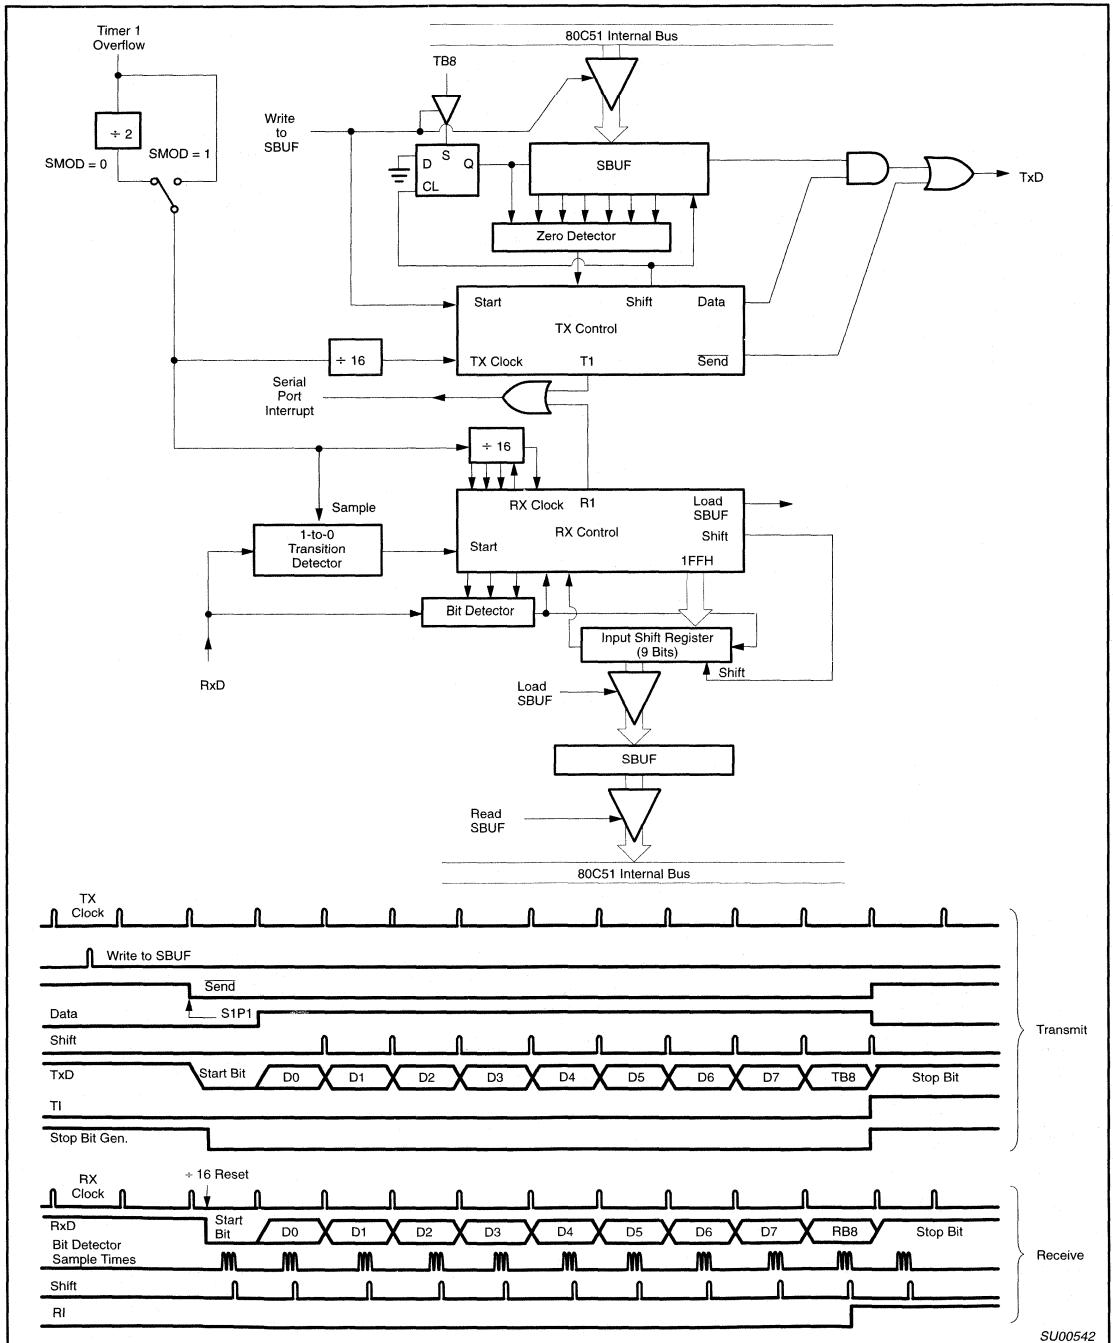 Timer 1
Overflow
80C51 Internal Bus
TB8
Write
to
SBUF
÷ 2
SMOD = 0
SMOD = 1
S
D
Q
CL
SBUF
TxD
Zero Detector
Start
Shift
Data
TX Control
TX Clock
T1
Send
÷ 16
Serial
Port
Interrupt
÷ 16
Sample
RX Clock
R1
Load
SBUF
RX Control
Shift
Start
1FFH
1-to-0
Transition
Detector
Bit Detector
Input Shift Register
(9 Bits)
Shift
RxD
Load
SBUF
SBUF
Read
SBUF
80C51 Internal Bus
TX
Clock
Write to SBUF
Send
S1P1
Data
Shift
TxD
Start Bit
D0 D1 D2 D3 D4 D5 D6 D7 TB8
Stop Bit
TI
Stop Bit Gen.
Transmit
÷ 16 Reset
RX
Clock
RxD
Start
Bit
D0 D1 D2 D3 D4 D5 D6 D7 RB8
Stop Bit
Bit Detector
Sample Times
Shift
RI
Receive
SU00542